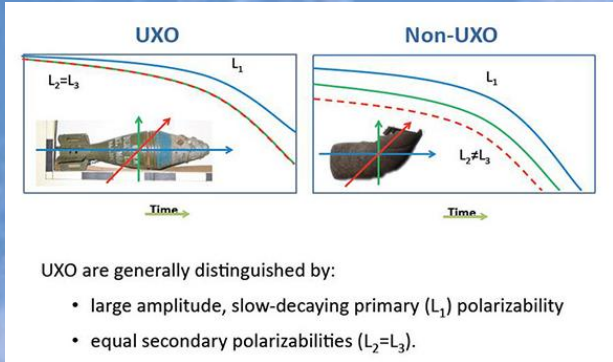 UXO
Non-UXO
L₁
L₂=L₃
L₁
L₂≠L₃
Time
Time
UXO are generally distinguished by:
• large amplitude, slow-decaying primary (L₁) polarizability
• equal secondary polarizabilities (L₂=L₃).